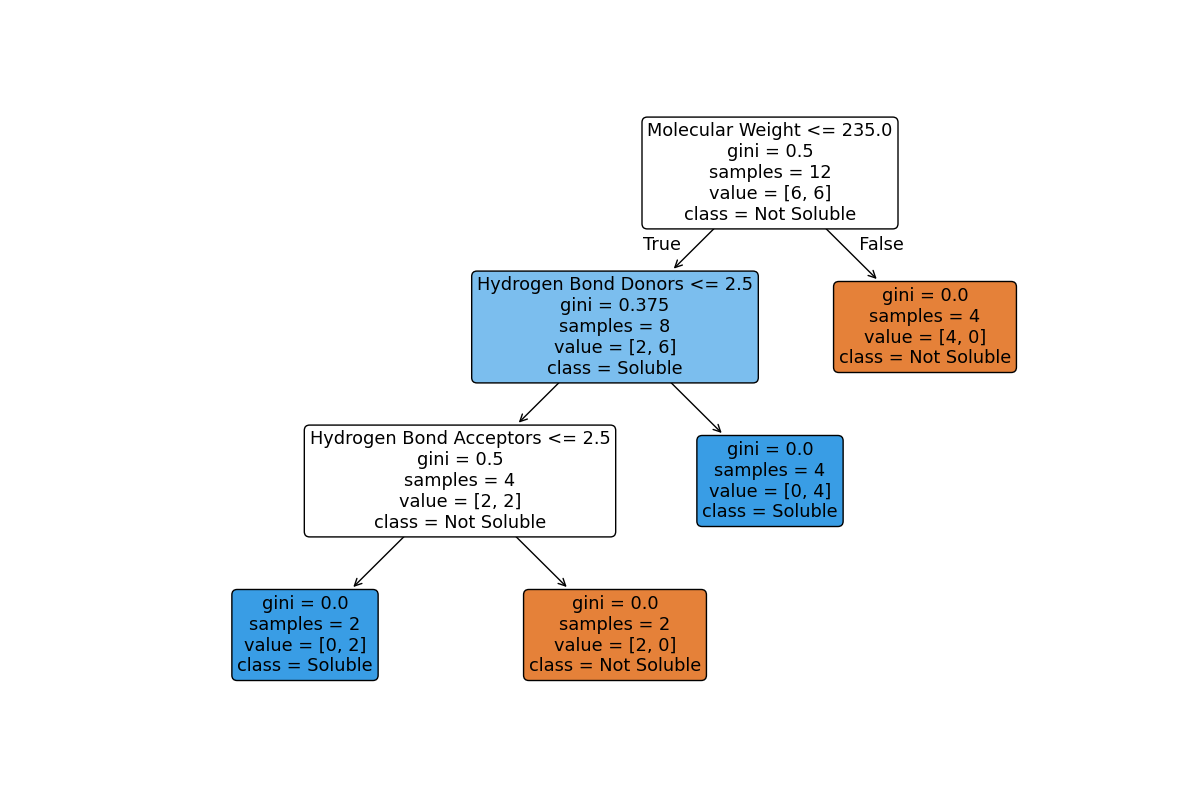 Molecular Weight <= 235.0
gini = 0.5
samples = 12
value = [6, 6]
class = Not Soluble
True
False
Hydrogen Bond Donors <= 2.5
gini = 0.375
samples = 8
value = [2, 6]
class = Soluble
gini = 0.0
samples = 4
value = [4, 0]
class = Not Soluble
Hydrogen Bond Acceptors <= 2.5
gini = 0.5
samples = 4
value = [2, 2]
class = Not Soluble
gini = 0.0
samples = 4
value = [0, 4]
class = Soluble
gini = 0.0
samples = 2
value = [0, 2]
class = Soluble
gini = 0.0
samples = 2
value = [2, 0]
class = Not Soluble